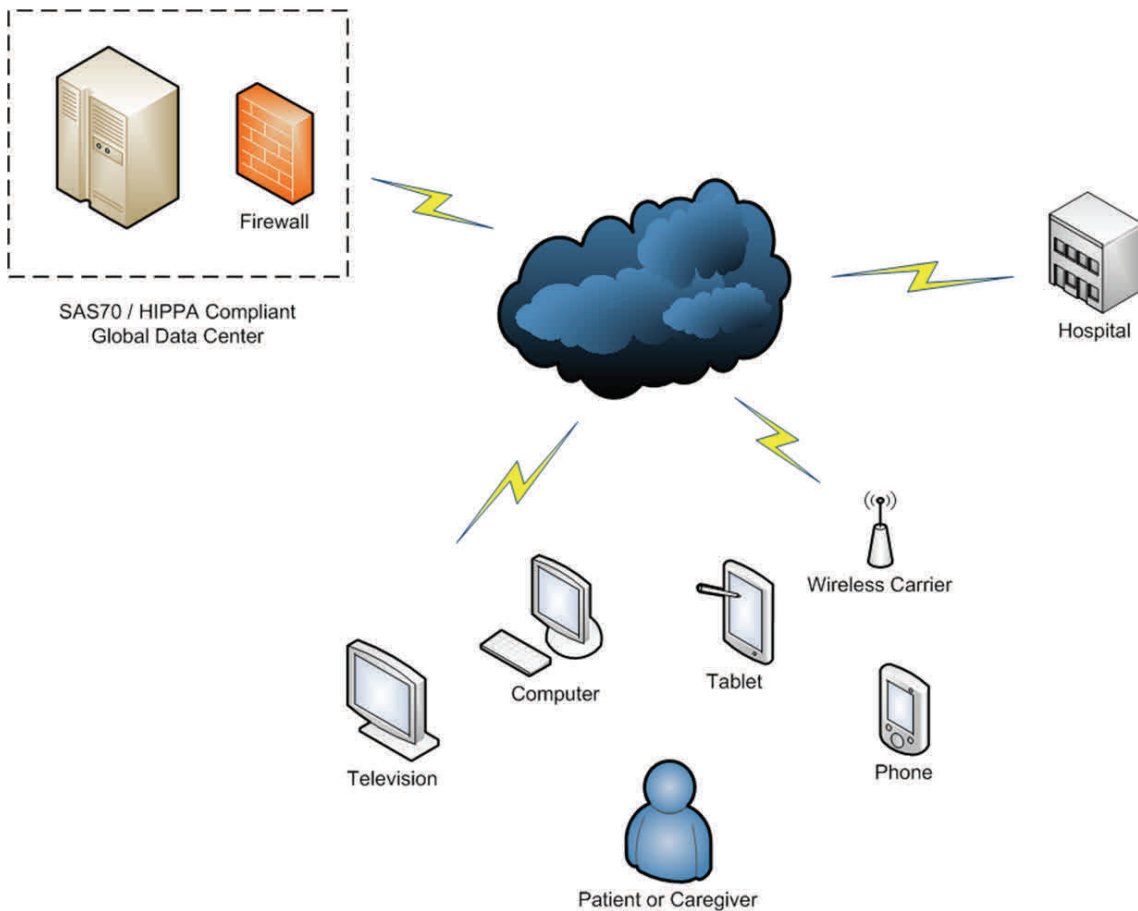 Firewall
SAS70 / HIPPA Compliant
Global Data Center
Hospital
Wireless Carrier
Computer
Tablet
Television
Phone
Patient or Caregiver